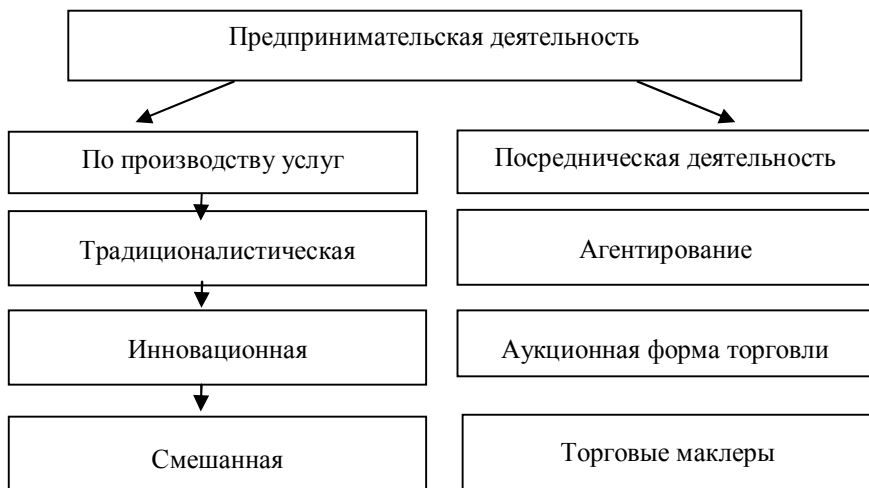 Предпринимательская деятельность
По производству услуг
Посредническая деятельность
Традиционалистическая
Агентирование
Инновационная
Аукционная форма торговли
Смешанная
Торговые маклеры